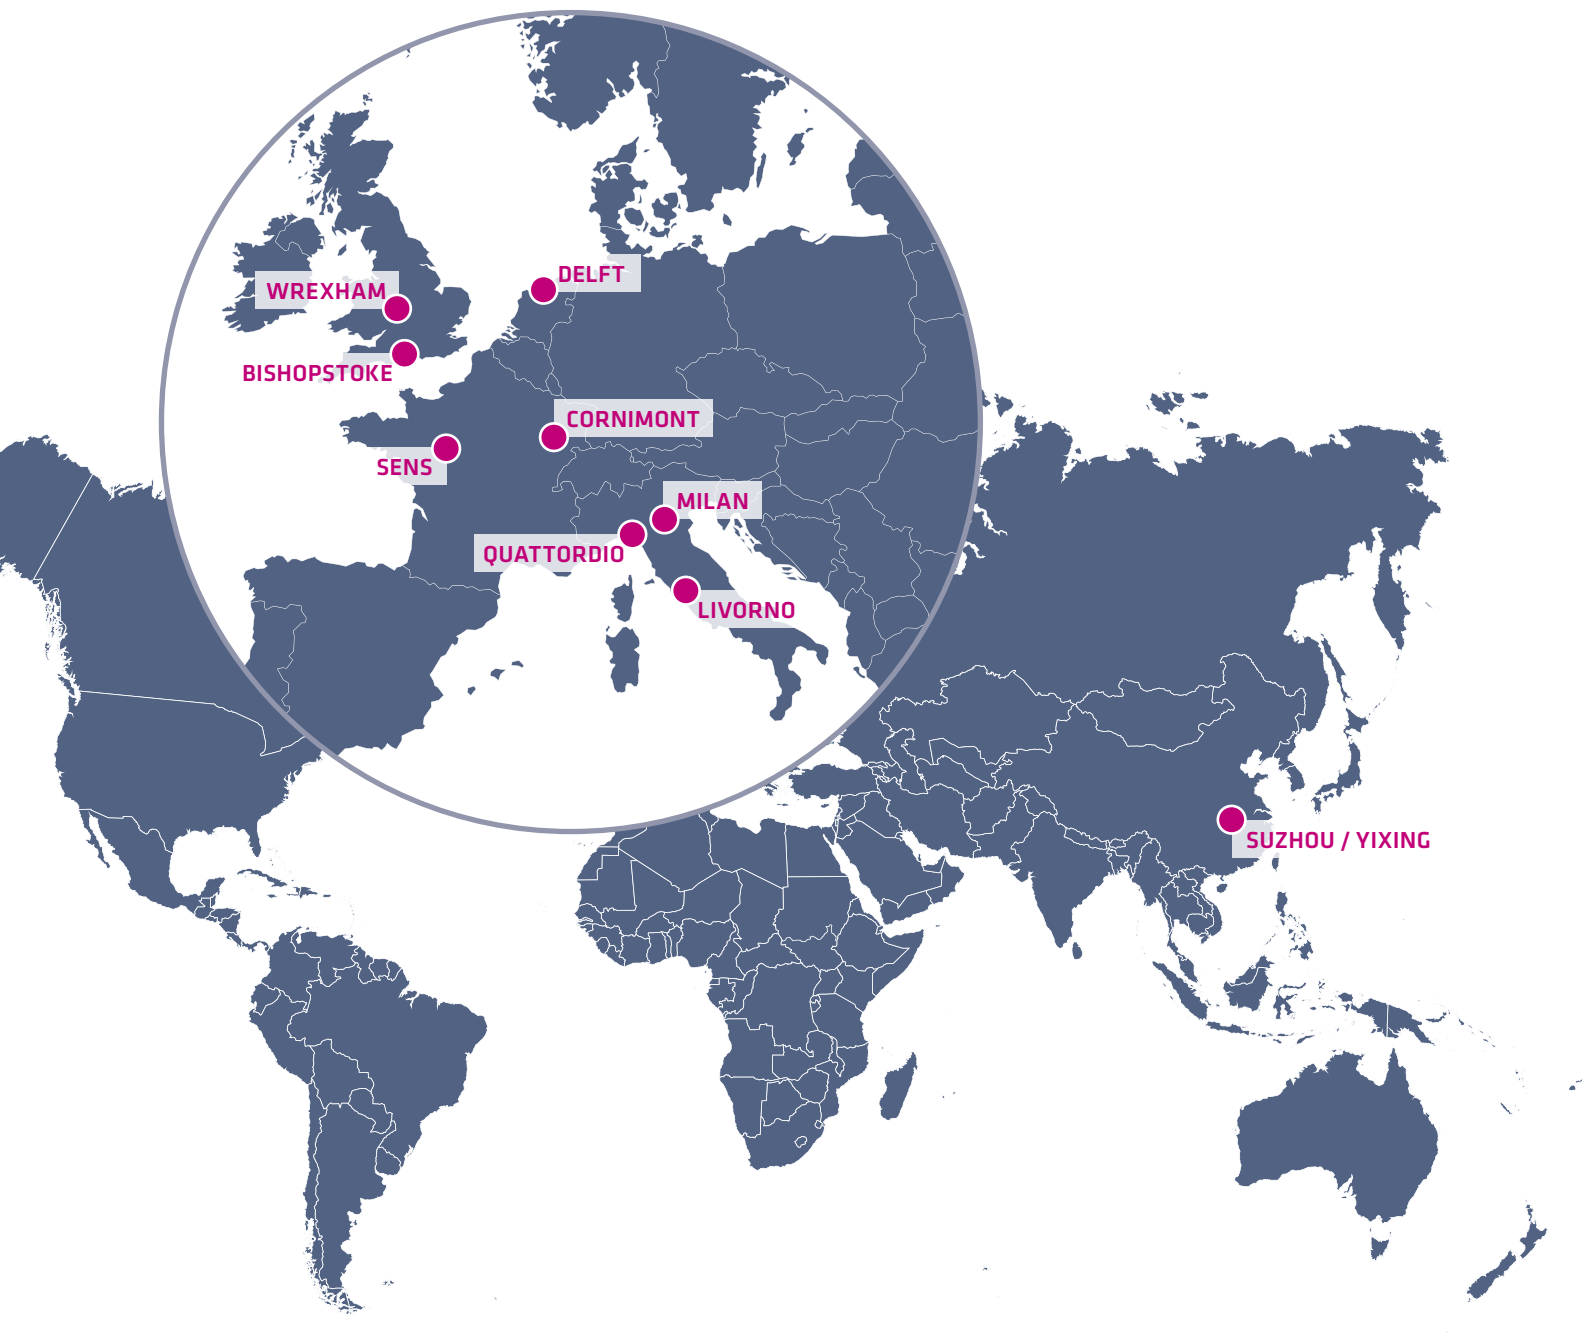 DELFT
WREXHAM
BISHOPSTOKE
CORNIMONT
SENS
MILAN
QUATTORDIO
LIVORNO
SUZHOU / YIXING